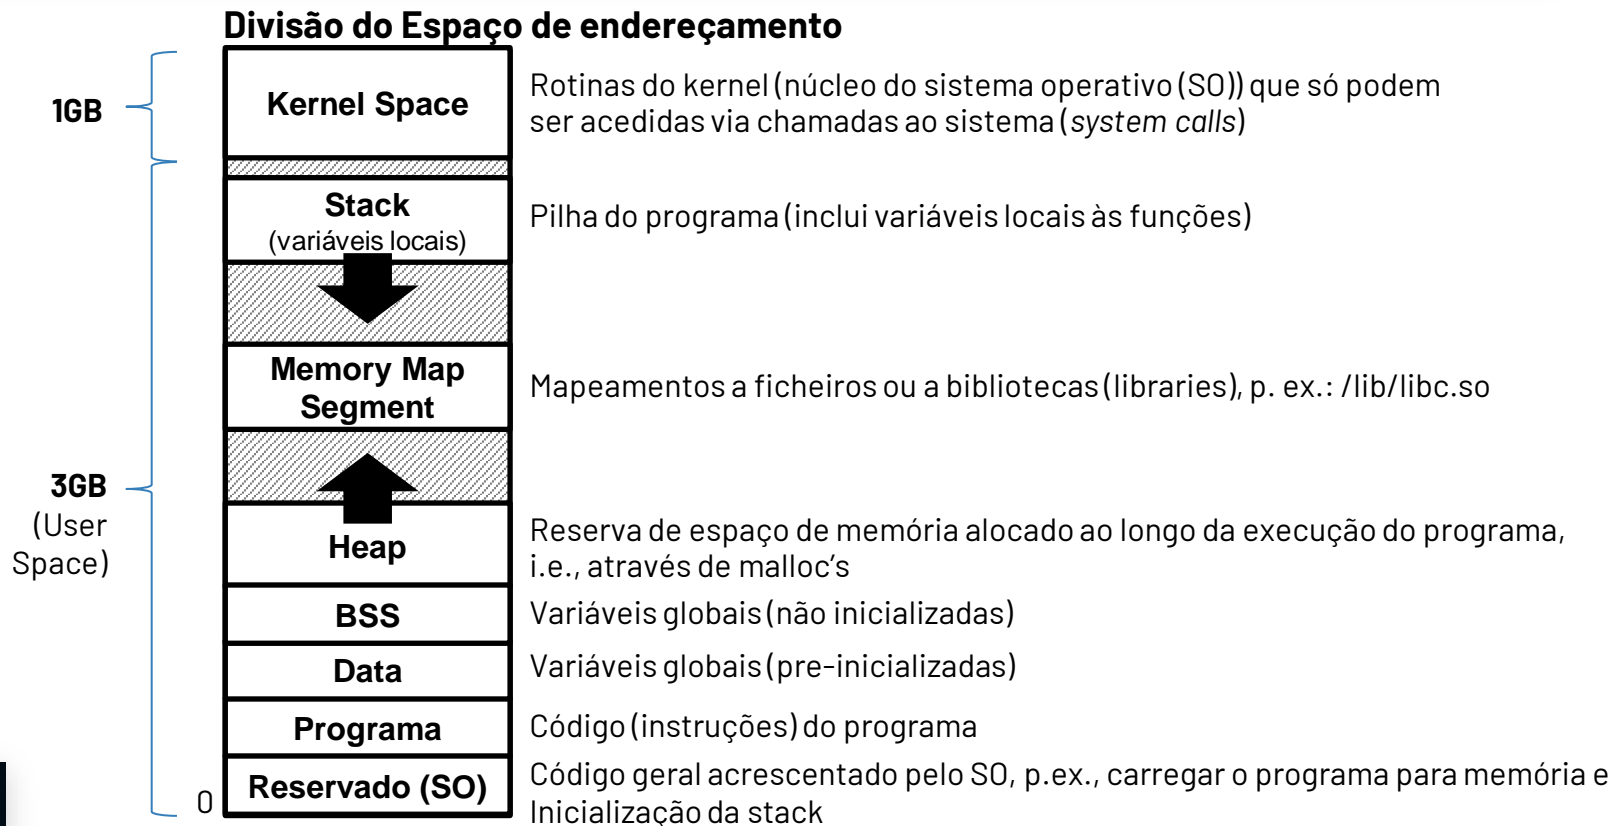 Divisão do Espaço de endereçamento
1GB
Kernel Space
Rotinas do kernel (núcleo do sistema operativo (SO)) que só podem
ser acedidas via chamadas ao sistema (system calls)
Stack
(variáveis locais)
Pilha do programa (inclui variáveis locais às funções)
Memory Map
Segment
Mapeamentos a ficheiros ou a bibliotecas (libraries), p. ex.: /lib/libc.so
3GB
(User
Space)
Heap
Reserva de espaço de memória alocado ao longo da execução do programa,
i.e., através de malloc's
BSS
Variáveis globais (não inicializadas)
Data
Variáveis globais (pre-inicializadas)
Programa
Código (instruções) do programa
Reservado (SO)
Código geral acrescentado pelo SO, p.ex., carregar o programa para memória e
Inicialização da stack
0